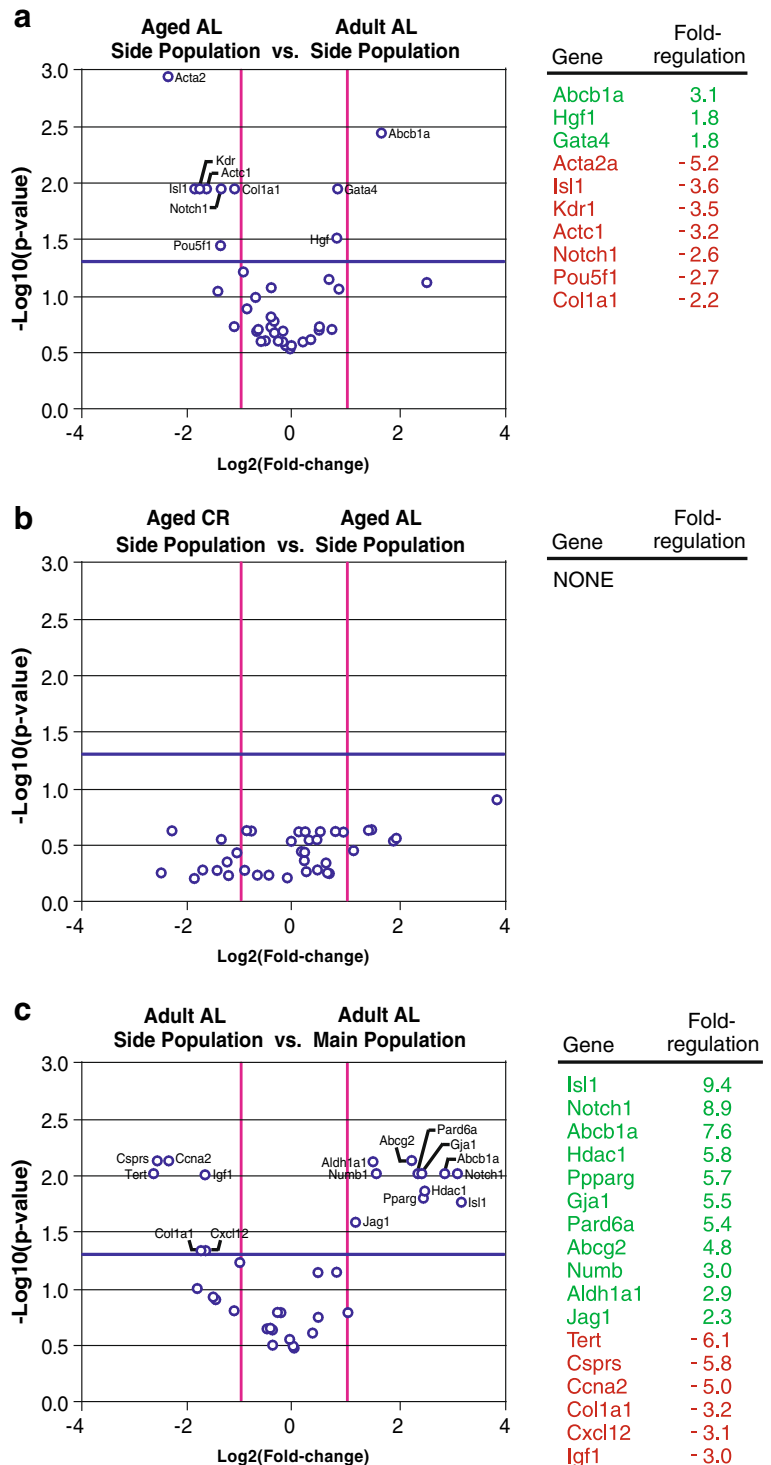 a
Aged AL Adult AL
Side Population vs. Side Population
-Log10(p-value)
3.0
2.5
2.0
1.5
1.0
0.5
0.0
Acta2
Abcb1a
Kdr
Actc1
Isl1
Col1a1
Gata4
Notch1
Hgf
Pou5f1
-4 -2 0 2 4
Log2(Fold-change)
Gene Fold-regulation
Abcb1a 3.1
Hgf1 1.8
Gata4 1.8
Acta2a -5.2
Isl1 -3.6
Kdr1 -3.5
Actc1 -3.2
Notch1 -2.6
Pou5f1 -2.7
Col1a1 -2.2
b
Aged CR Aged AL
Side Population vs. Side Population
-Log10(p-value)
3.0
2.5
2.0
1.5
1.0
0.5
0.0
-4 -2 0 2 4
Log2(Fold-change)
Gene Fold-regulation
NONE
c
Adult AL Adult AL
Side Population vs. Main Population
-Log10(p-value)
3.0
2.5
2.0
1.5
1.0
0.5
0.0
Pard6a
Abcg2
Gja1
Csprs
Ccna2
Aldh1a1
Abcb1a
Tert
Igf1
Numb1
Notch1
Hdac1
Pparg
Isl1
Jag1
Col1a1
Cxcl12
-4 -2 0 2 4
Log2(Fold-change)
Gene Fold-regulation
Isl1 9.4
Notch1 8.9
Abcb1a 7.6
Hdac1 5.8
Ppparg 5.7
Gja1 5.5
Pard6a 5.4
Abcg2 4.8
Numb 3.0
Aldh1a1 2.9
Jag1 2.3
Tert -6.1
Csprs -5.8
Ccna2 -5.0
Col1a1 -3.2
Cxcl12 -3.1
Igf1 -3.0